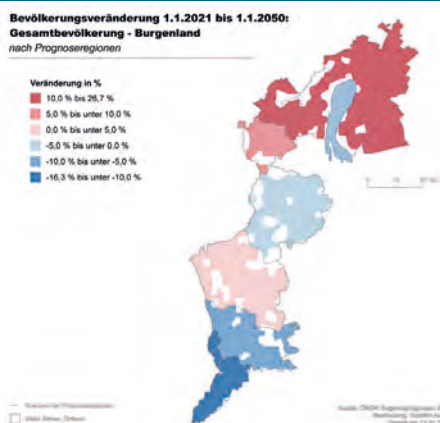 Bevölkerungsveränderung 1.1.2021 bis 1.1.2050:
Gesamtbevölkerung - Burgenland
nach Prognoseregionen
Veränderung in %
10,0 % bis 26,7 %
5,0 % bis unter 10,0 %
0,0 % bis unter 5,0 %
-5,0 % bis unter 0,0 %
-10,0 % bis unter -5,0 %
-16,3 % bis unter -10,0 %